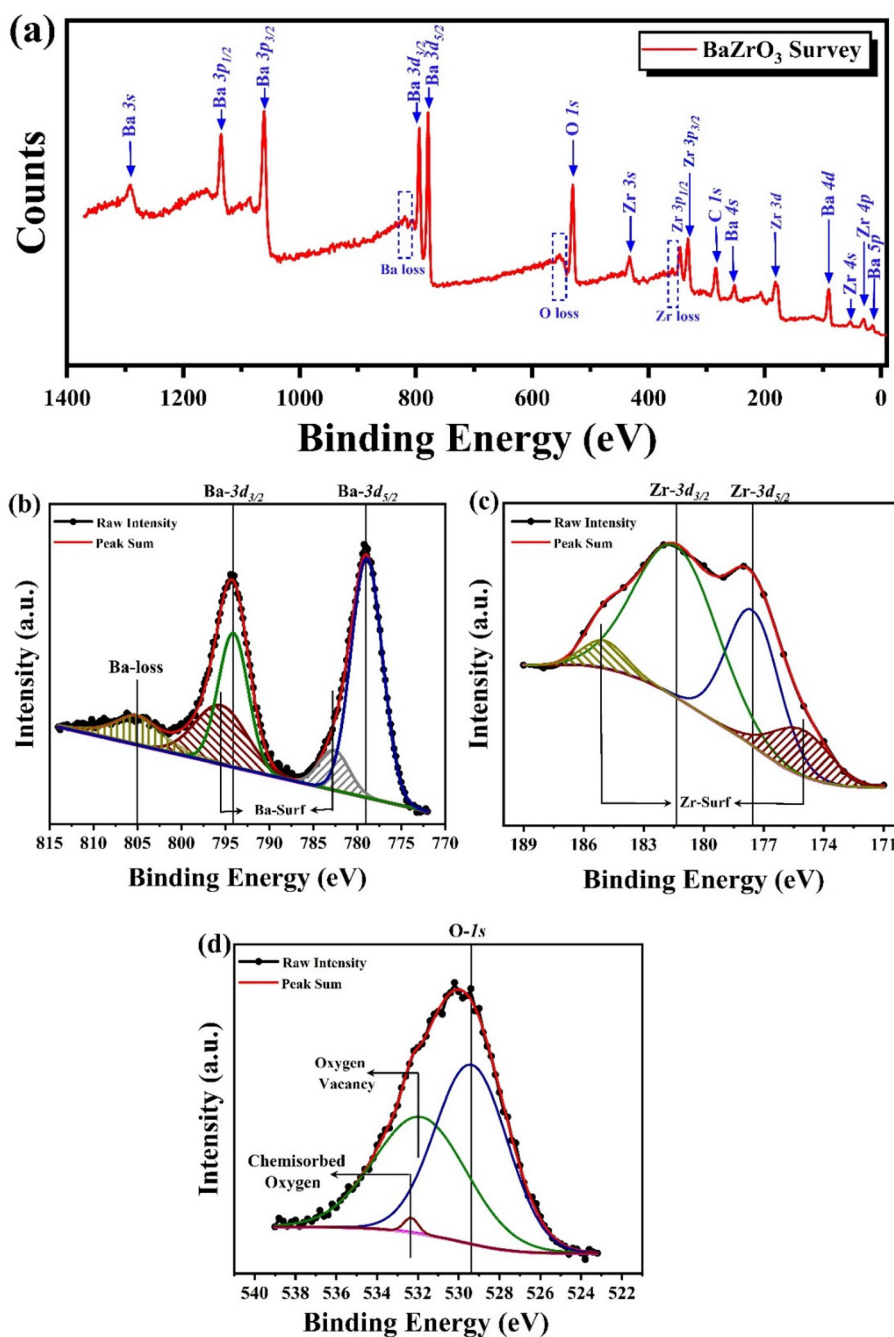 (a)
BaZrO₃ Survey
Counts
Ba 3s
Ba 3p₁/₂
Ba 3p₃/₂
Ba 3d₃/₂
Ba 3d₅/₂
O 1s
Zr 3s
Zr 3p₁/₂
Zr 3p₃/₂
C 1s
Ba 4s
Zr 3d
Ba 4d
Zr 4s
Zr 4p
Ba 5p
Ba loss
O loss
Zr loss
1400 1200 1000 800 600 400 200 0
Binding Energy (eV)
(b)
Ba-3d₃/₂ Ba-3d₅/₂
Raw Intensity
Peak Sum
Ba-loss
Ba-Surf
Intensity (a.u.)
815 810 805 800 795 790 785 780 775 770
Binding Energy (eV)
(c)
Zr-3d₃/₂ Zr-3d₅/₂
Raw Intensity
Peak Sum
Zr-Surf
Intensity (a.u.)
189 186 183 180 177 174 171
Binding Energy (eV)
(d)
O-1s
Raw Intensity
Peak Sum
Oxygen
Vacancy
Chemisorbed
Oxygen
Intensity (a.u.)
540 538 536 534 532 530 528 526 524 522
Binding Energy (eV)